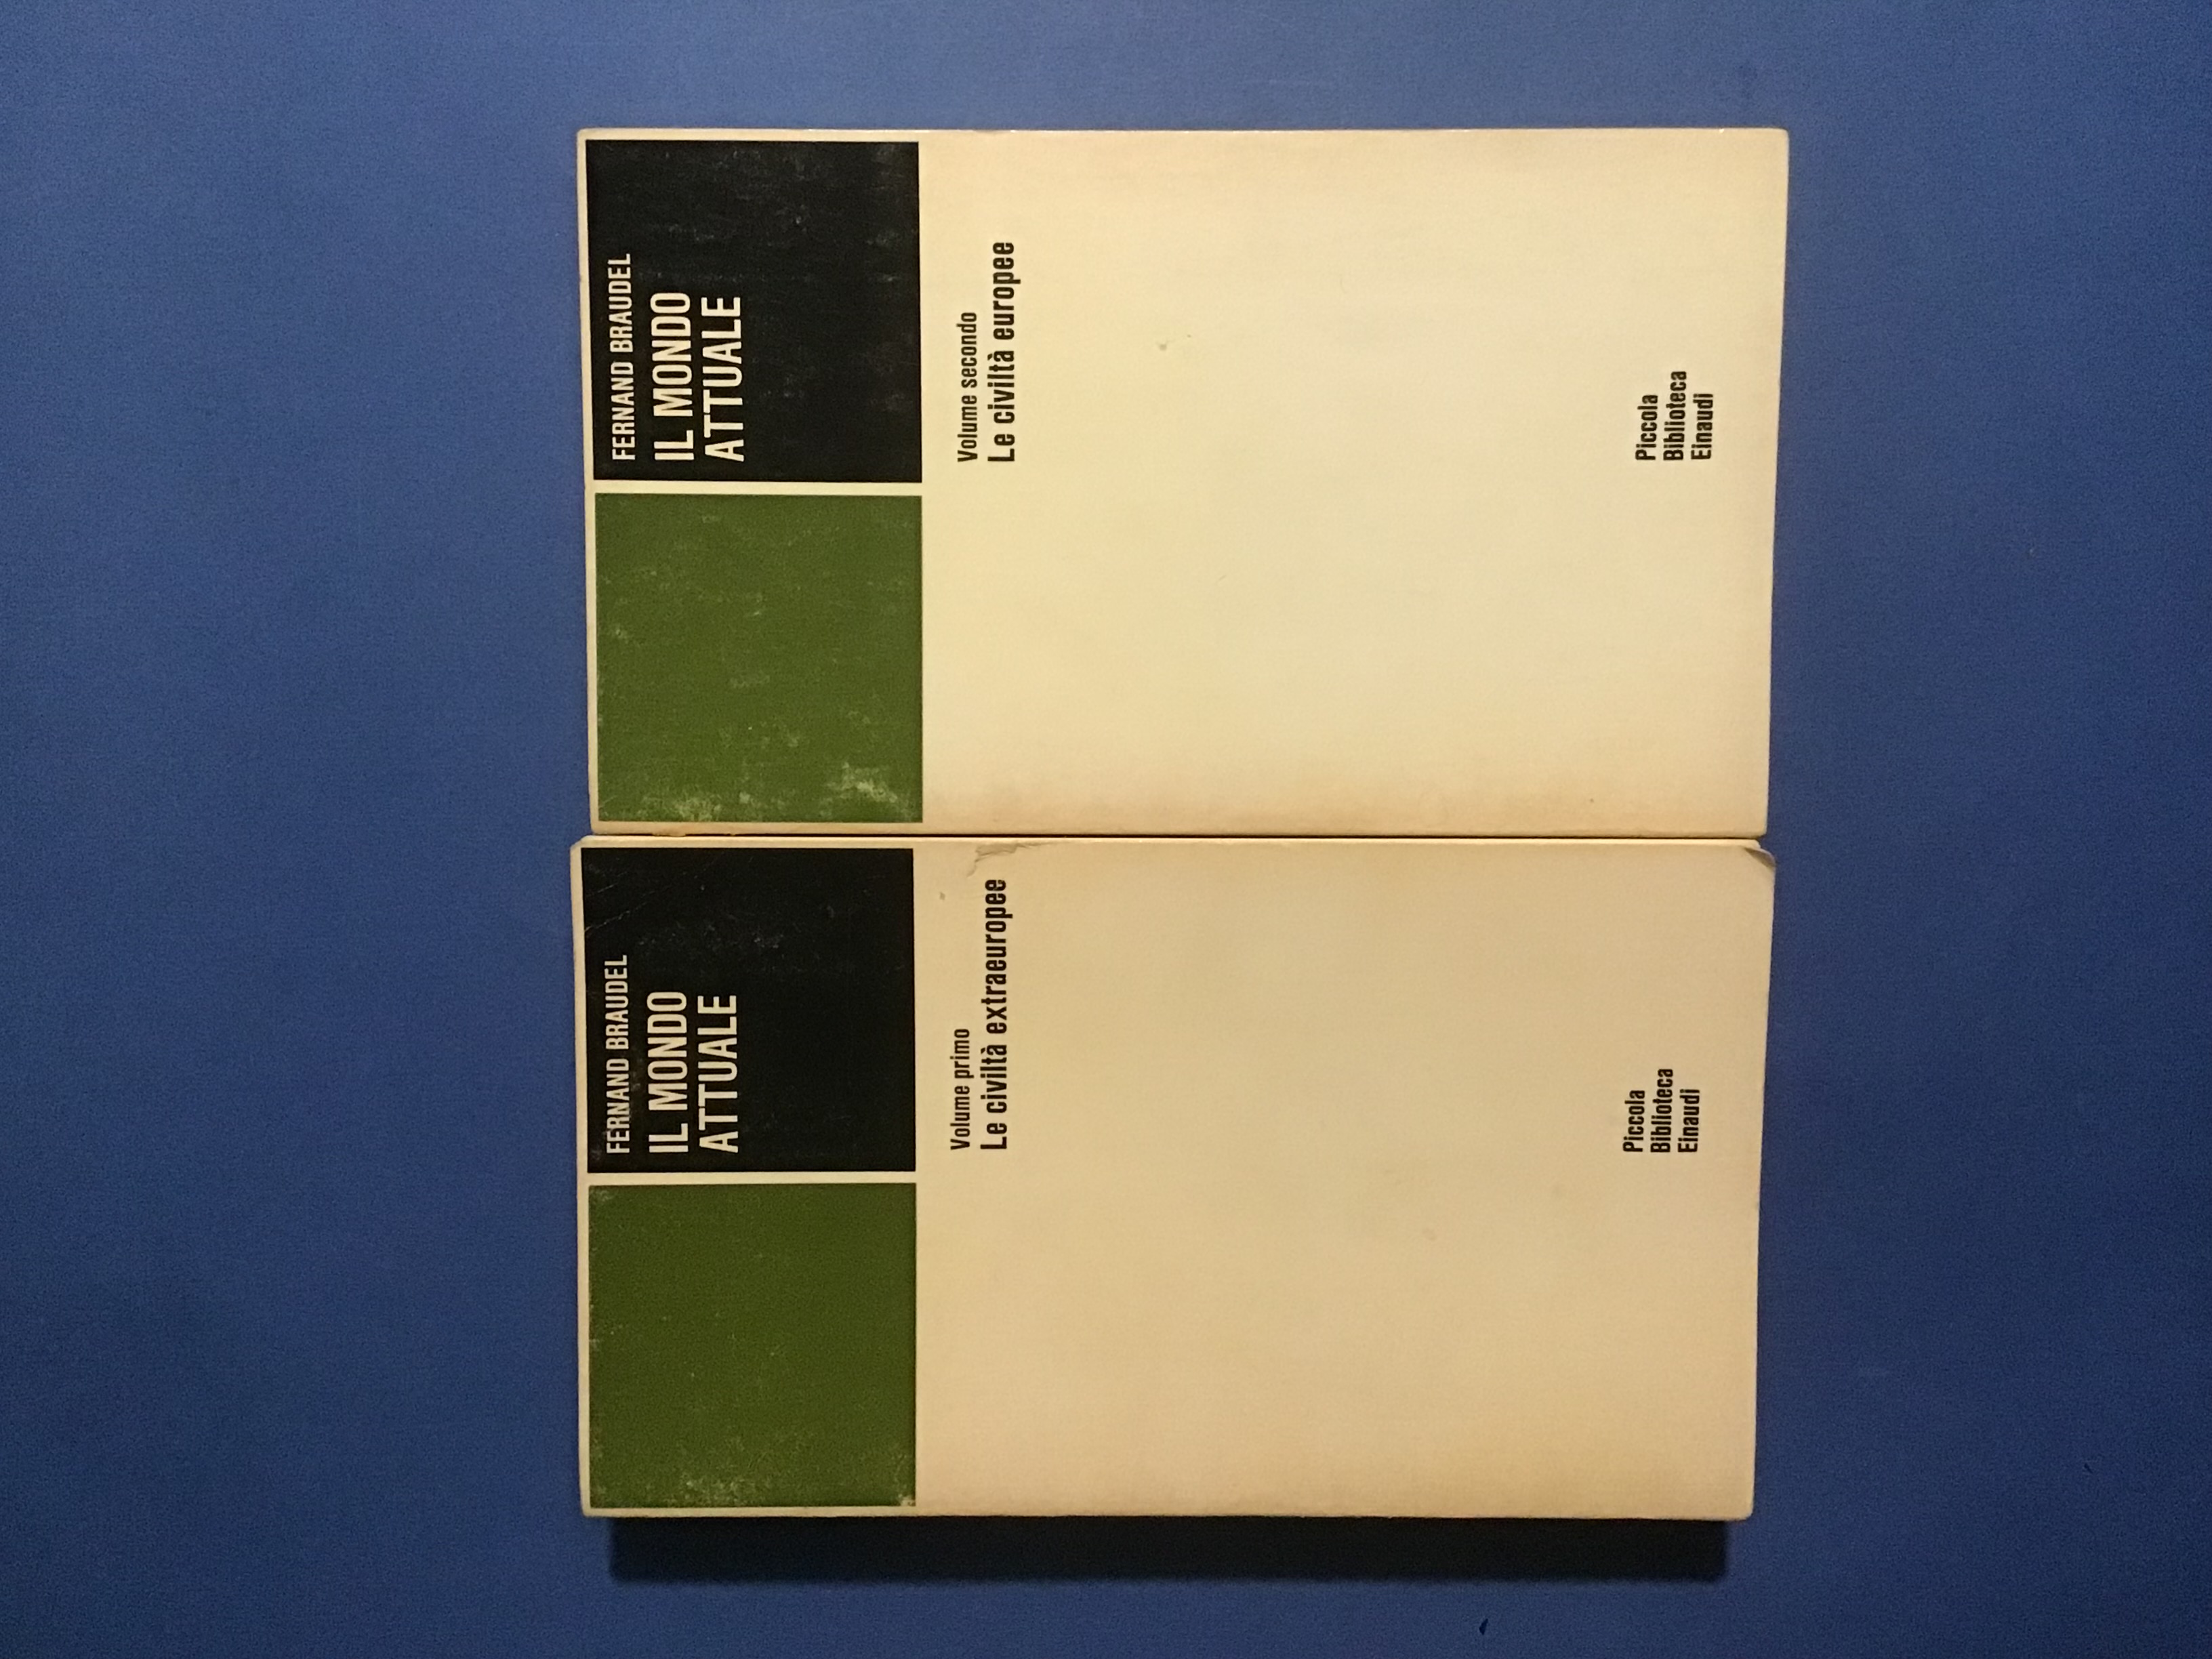 FERNAND BRAUDEL
IL MONDO
ATTUALE
Volume primo
Le civiltà extraeuropee
Piccola
Biblioteca
Einaudi
FERNAND BRAUDEL
IL MONDO
ATTUALE
Volume secondo
Le civiltà europee
Piccola
Biblioteca
Einaudi